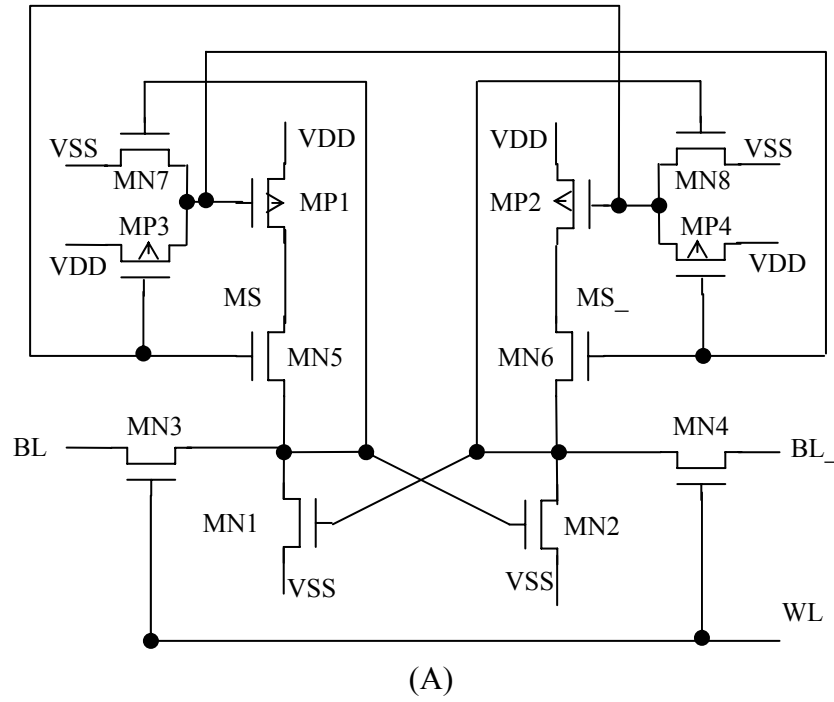 VDD
VDD
VSS
VSS
MN7
MN8
MP1
MP2
MP3
MP4
VDD
VDD
MS
MS_
MN5
MN6
MN3
MN4
BL
BL_
MN1
MN2
VSS
VSS
WL
(A)